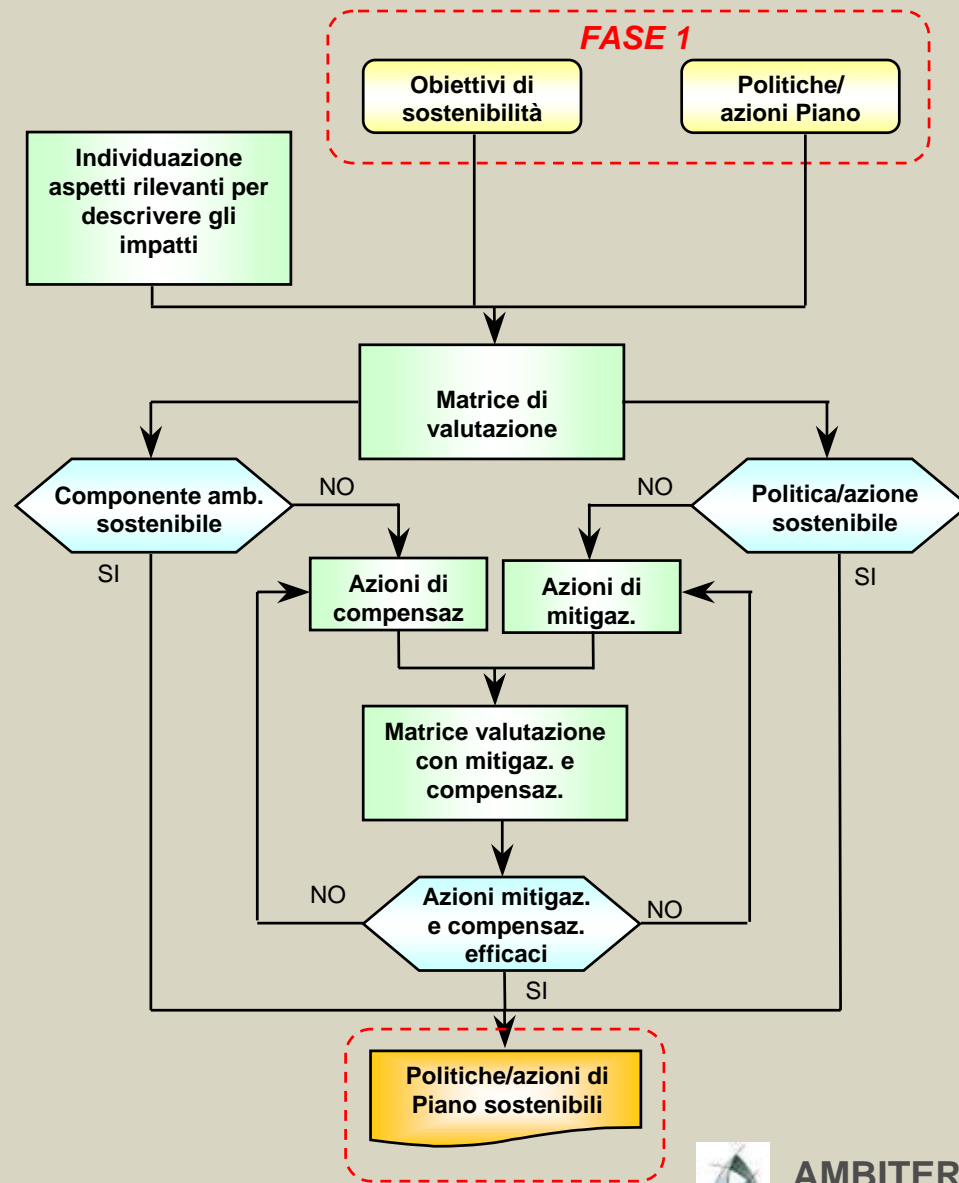 FASE 1
Obiettivi di
sostenibilità
Politiche/
azioni Piano
Individuazione
aspetti rilevanti per
descrivere gli
impatti
Matrice di
valutazione
Componente amb.
sostenibile
NO
NO
Politica/azione
sostenibile
SI
SI
Azioni di
compensaz
Azioni di
mitigaz.
Matrice valutazione
con mitigaz. e
compensaz.
NO
Azioni mitigaz.
e compensaz.
efficaci
NO
SI
Politiche/azioni di
Piano sostenibili
AMBITER